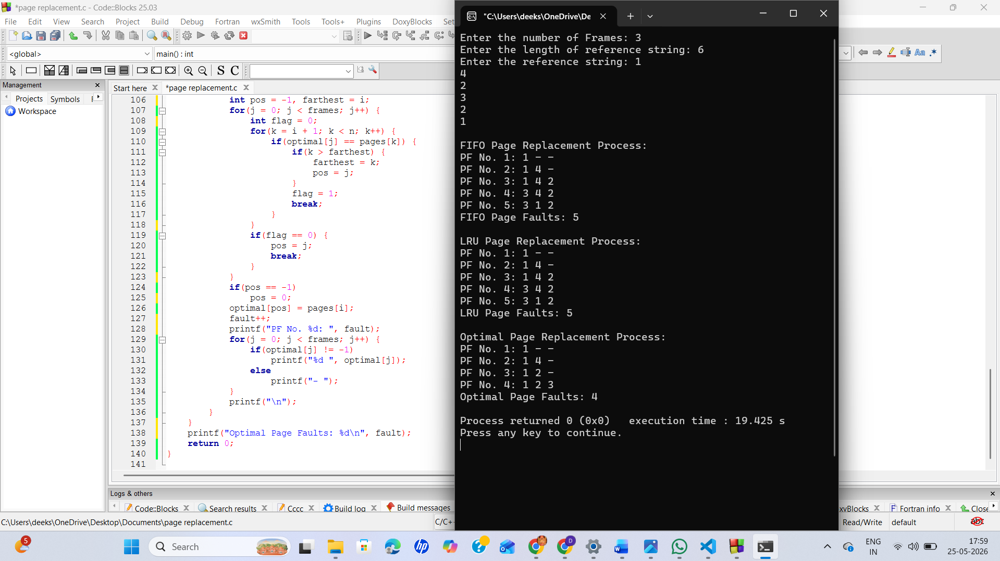 *page replacement.c - Code::Blocks 25.03
File Edit View Search Project Build Debug Fortran wxSmith Tools Tools+ Plugins DoxyBlocks
<global>
main() : int
S C
Management
Projects Symbols
Workspace
Start here
*page replacement.c
106 int pos = -1, farthest = i;
107 for(j = 0; j < frames; j++) {
108 int flag = 0;
109 for(k = i + 1; k < n; k++) {
110 if(optimal[j] == pages[k]) {
111 if(k > farthest) {
112 farthest = k;
113 pos = j;
114 }
115 flag = 1;
116 break;
117 }
118 }
119 if(flag == 0) {
120 pos = j;
121 break;
122 }
123 }
124 if(pos == -1)
125 pos = 0;
126 optimal[pos] = pages[i];
127 fault++;
128 printf("PF No. %d: ", fault);
129 for(j = 0; j < frames; j++) {
130 if(optimal[j] != -1)
131 printf("%d ", optimal[j]);
132 else
133 printf("- ");
134 }
135 printf("\n");
136 }
137 }
138 printf("Optimal Page Faults: %d\n", fault);
139 return 0;
140 }
141
"C:\Users\deeks\OneDrive\De
Enter the number of Frames: 3
Enter the length of reference string: 6
Enter the reference string: 1
4
2
3
2
1
FIFO Page Replacement Process:
PF No. 1: 1 - -
PF No. 2: 1 4 -
PF No. 3: 1 4 2
PF No. 4: 3 4 2
PF No. 5: 3 1 2
FIFO Page Faults: 5
LRU Page Replacement Process:
PF No. 1: 1 - -
PF No. 2: 1 4 -
PF No. 3: 1 4 2
PF No. 4: 3 4 2
PF No. 5: 3 1 2
LRU Page Faults: 5
Optimal Page Replacement Process:
PF No. 1: 1 - -
PF No. 2: 1 4 -
PF No. 3: 1 2 -
PF No. 4: 1 2 3
Optimal Page Faults: 4
Process returned 0 (0x0)   execution time : 19.425 s
Press any key to continue.
Aa .*
Logs & others
Code::Blocks
Search results
Cccc
Build log
Build messages
Fortran info
C:\Users\deeks\OneDrive\Desktop\Documents\page replacement.c
Read/Write
default
abc
5
Search
D
ENG
IN
17:59
25-05-2026